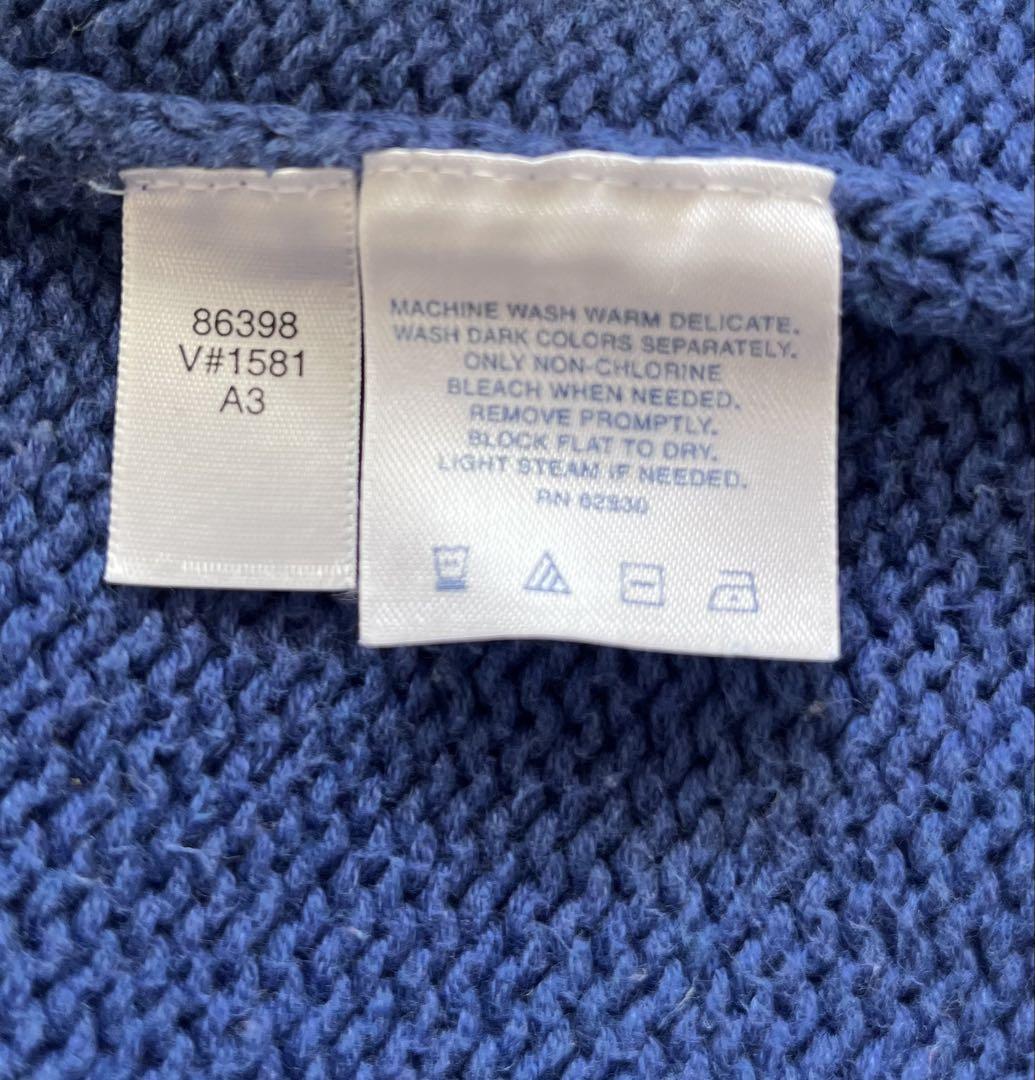 86398
V#1581
A3
MACHINE WASH WARM DELICATE.
WASH DARK COLORS SEPARATELY.
ONLY NON-CHLORINE
BLEACH WHEN NEEDED.
REMOVE PROMPTLY.
BLOCK FLAT TO DRY.
LIGHT STEAM IF NEEDED.
RN